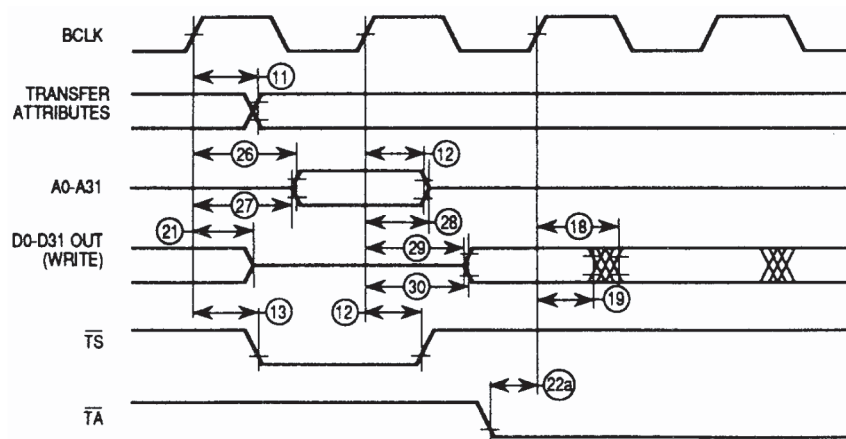 BCLK
11
TRANSFER
ATTRIBUTES
26
12
A0-A31
27
28
18
21
D0-D31 OUT
(WRITE)
29
30
19
13
12
TS
22a
TA